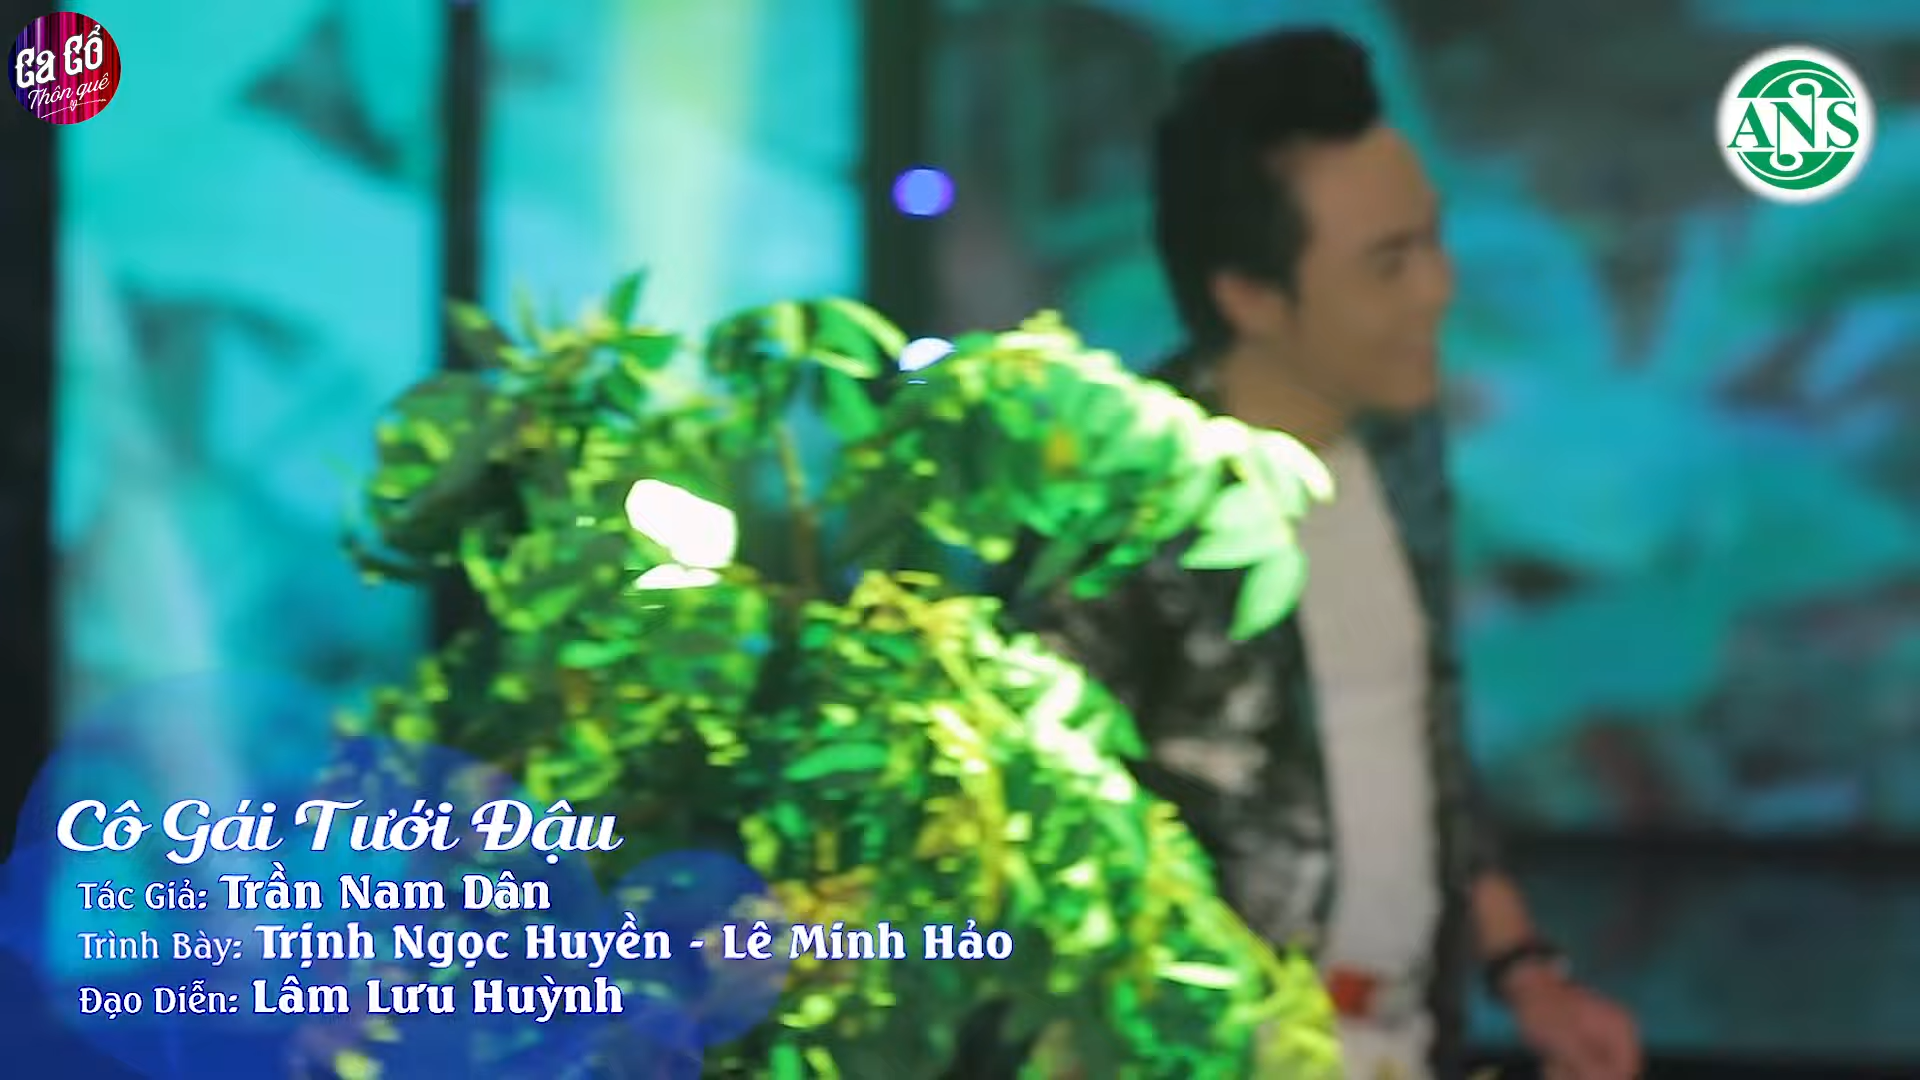 Ca Cổ
Thôn quê
ANS
Cô Gái Tưới Đậu
Tác Giả: Trần Nam Dân
Trình Bày: Trịnh Ngọc Huyền - Lê Minh Hảo
Đạo Diễn: Lâm Lưu Huỳnh